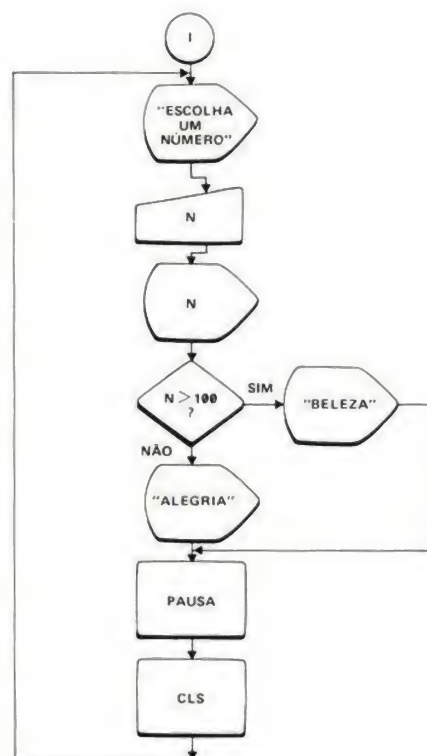 I
"ESCOLHA
UM
NÚMERO"
N
N
N > 100
?
SIM
"BELEZA"
NÃO
"ALEGRIA"
PAUSA
CLS